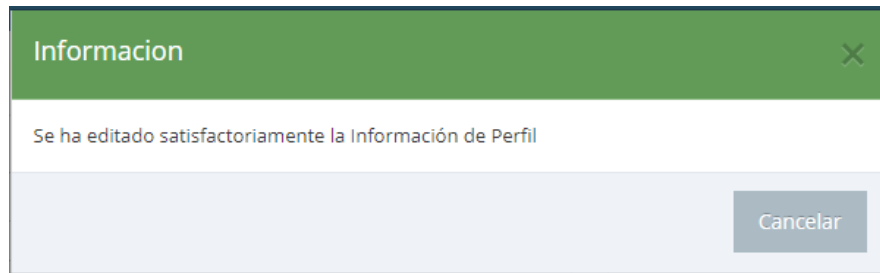 Informacion
Se ha editado satisfactoriamente la Información de Perfil
Cancelar